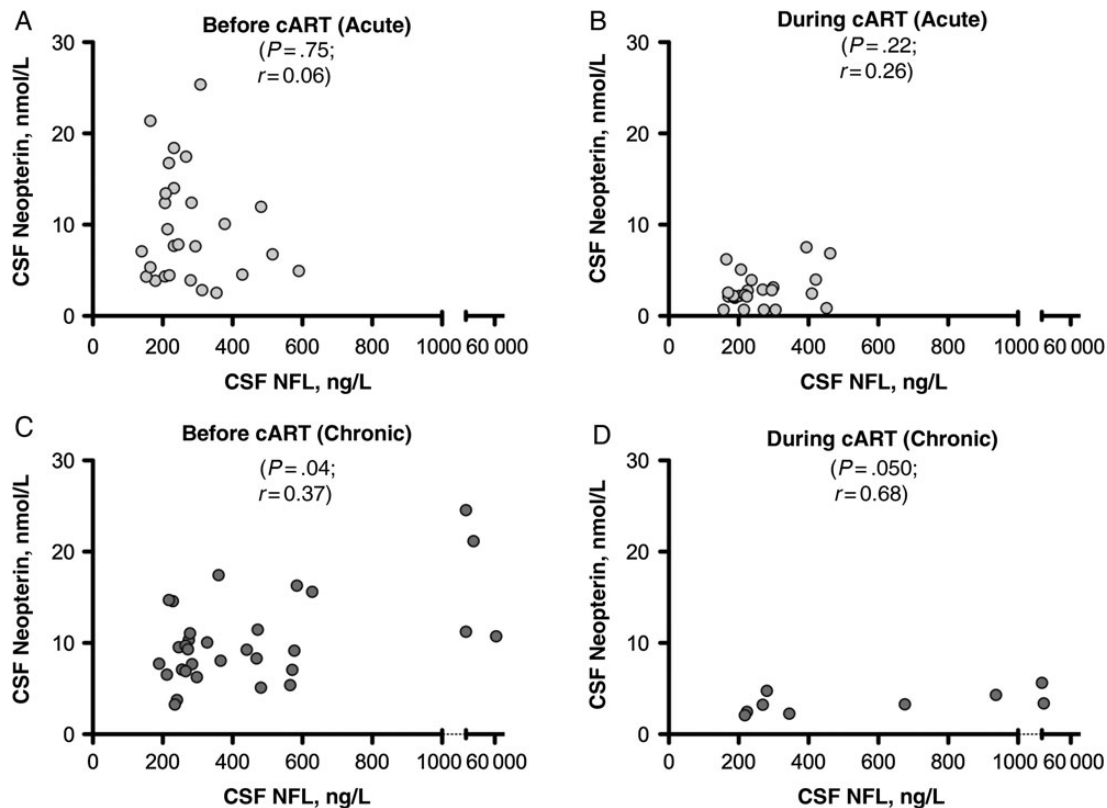 A
Before cART (Acute)
(P = .75;
r = 0.06)
30
20
10
0
CSF Neopterin, nmol/L
0 200 400 600 800 1000 60 000
CSF NFL, ng/L
B
During cART (Acute)
(P = .22;
r = 0.26)
30
20
10
0
CSF Neopterin, nmol/L
0 200 400 600 800 1000 60 000
CSF NFL, ng/L
C
Before cART (Chronic)
(P = .04;
r = 0.37)
30
20
10
0
CSF Neopterin, nmol/L
0 200 400 600 800 1000 60 000
CSF NFL, ng/L
D
During cART (Chronic)
(P = .050;
r = 0.68)
30
20
10
0
CSF Neopterin, nmol/L
0 200 400 600 800 1000 60 000
CSF NFL, ng/L